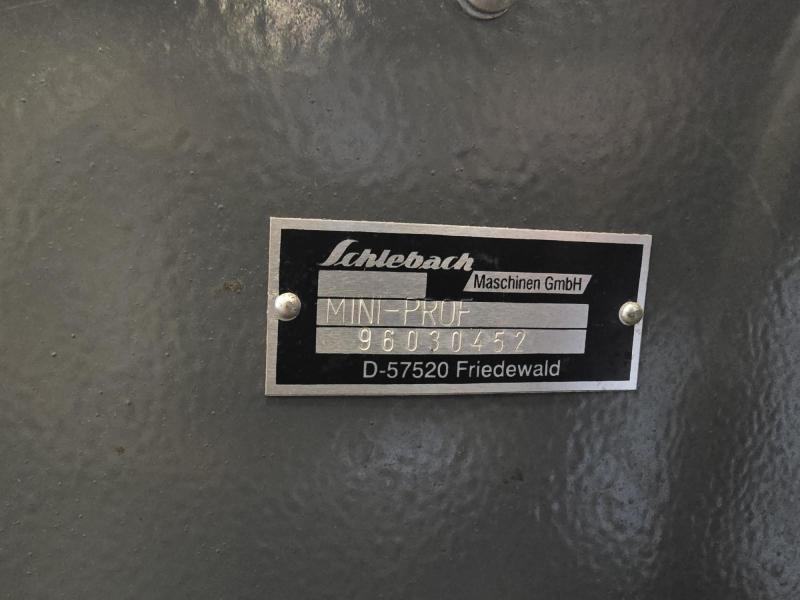 Schlebach
Maschinen GmbH
MINI-PROF
96030452
D-57520 Friedewald